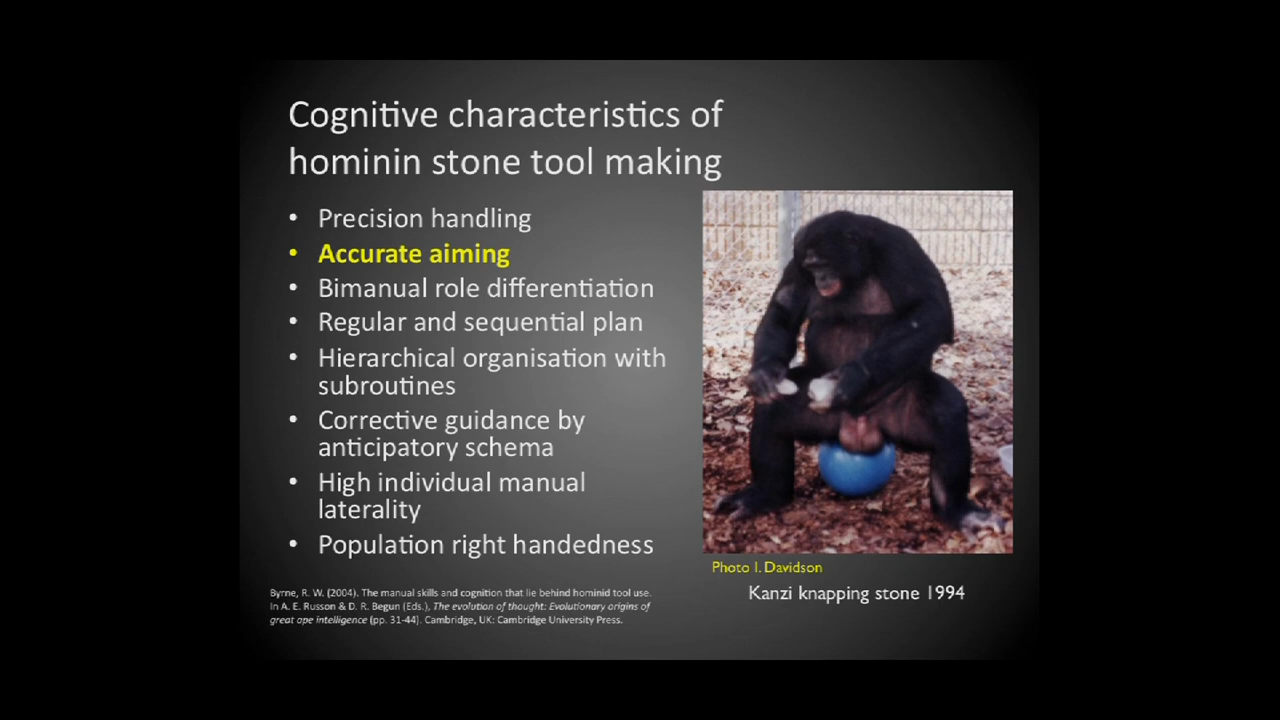 Cognitive characteristics of
hominin stone tool making
• Precision handling
• Accurate aiming
• Bimanual role differentiation
• Regular and sequential plan
• Hierarchical organisation with
subroutines
• Corrective guidance by
anticipatory schema
• High individual manual
laterality
• Population right handedness
Photo I. Davidson
Kanzi knapping stone 1994
Byrne, R. W. (2004). The manual skills and cognition that lie behind hominid tool use.
In A. E. Russon & D. R. Begun (Eds.), The evolution of thought: Evolutionary origins of
great ape intelligence (pp. 31-44). Cambridge, UK: Cambridge University Press.